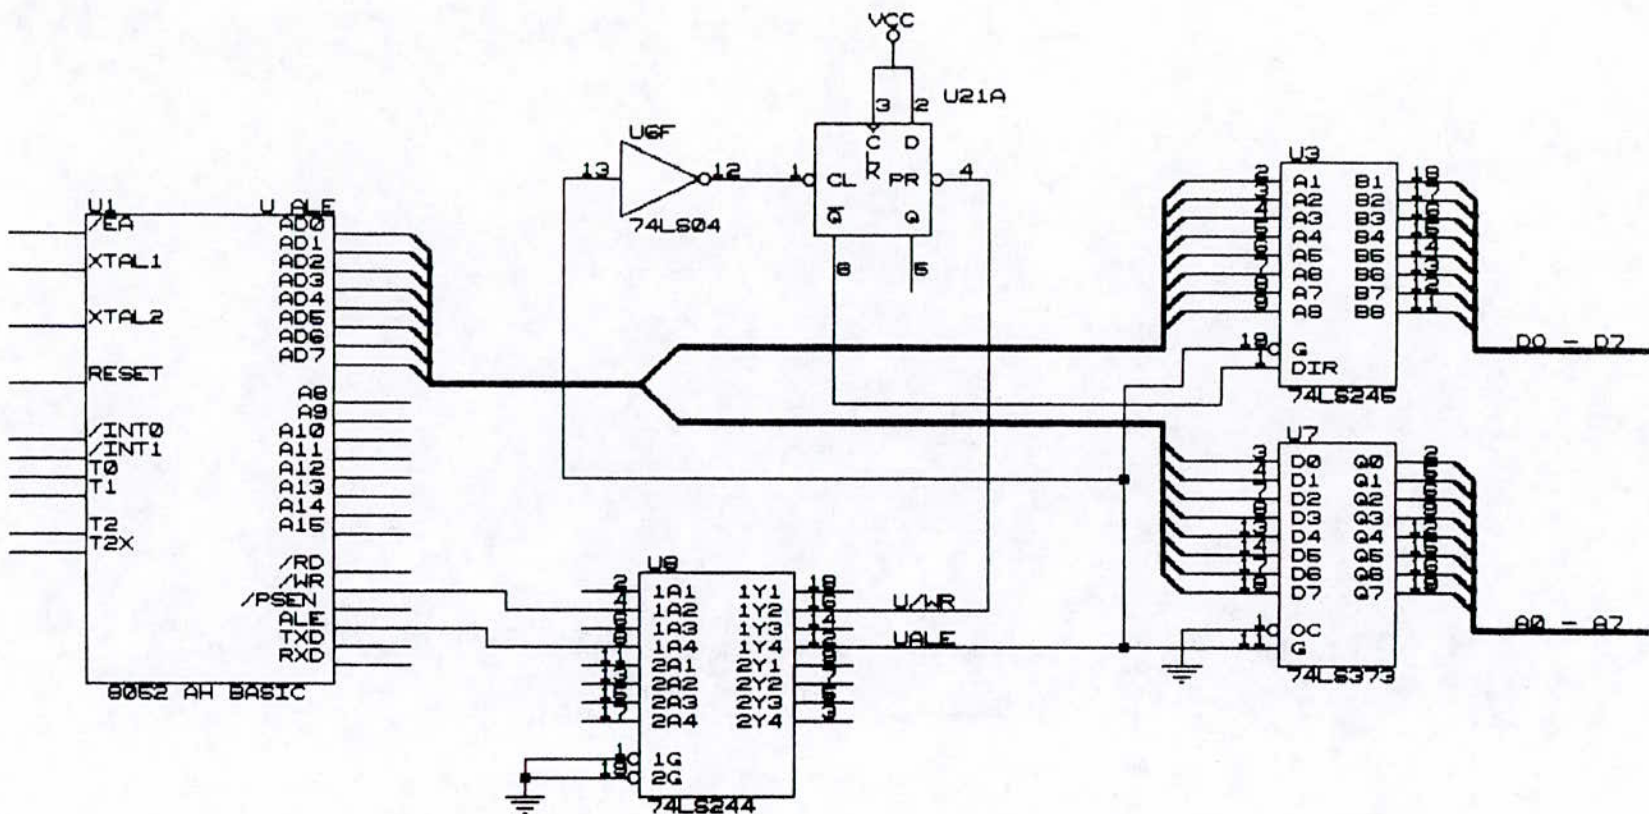 VCC
3 2 U21A
U6F
13 12 1 4
C D
L
R
CL PR
Q Q
74LS04
6 5
U1 U_ALE
/EA
XTAL1
XTAL2
RESET
/INT0
/INT1
T0
T1
T2
T2X
AD0
AD1
AD2
AD3
AD4
AD5
AD6
AD7
A8
A9
A10
A11
A12
A13
A14
A15
/RD
/WR
/PSEN
ALE
TXD
RXD
8052 AH BASIC
U3
A1 B1
A2 B2
A3 B3
A4 B4
A5 B5
A6 B6
A7 B7
A8 B8
G
DIR
74LS245
D0 - D7
U7
D0 Q0
D1 Q1
D2 Q2
D3 Q3
D4 Q4
D5 Q5
D6 Q6
D7 Q7
OC
G
74LS373
A0 - A7
1A1 1Y1
1A2 1Y2
1A3 1Y3
1A4 1Y4
2A1 2Y1
2A2 2Y2
2A3 2Y3
2A4 2Y4
1G
2G
74LS244
U/WR
UALE